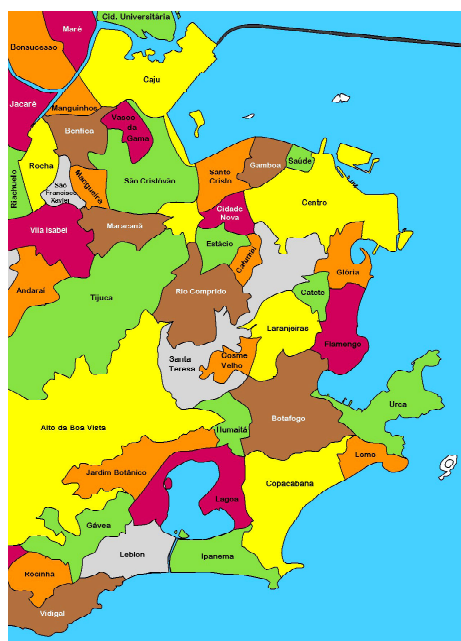 Cid. Universitária
Maré
Bonaucesso
Caju
Jacaré
Manguinhos
Vasco
da
Gama
Benfica
Rocha
São
Francisco
Xavier
Mangueira
São Cristóvão
Santo
Cristo
Gamboa
Saúde
Riachuelo
Centro
Cidade
Nova
Vila Isabel
Maracanã
Estácio
Catumbi
Glória
Andaraí
Tijuca
Rio Comprido
Catete
Laranjeiras
Flamengo
Santa
Teresa
Cosme
Velho
Urca
Botafogo
Alto da Boa Vista
Humaitá
Leme
Jardim Botânico
Copacabana
Lagoa
Gávea
Leblon
Ipanema
Rocinha
Vidigal